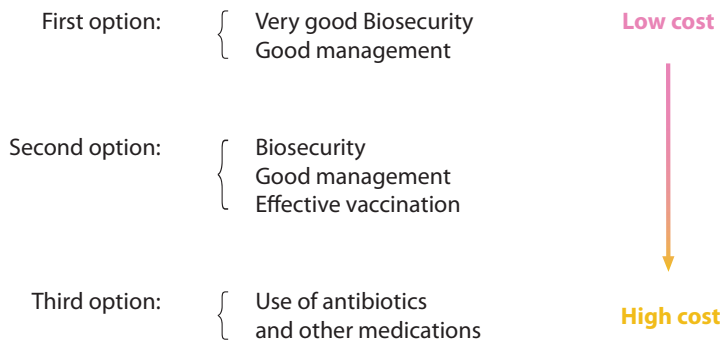 First option: Very good Biosecurity Low cost
Good management
Second option: Biosecurity
Good management
Effective vaccination
Third option: Use of antibiotics High cost
and other medications